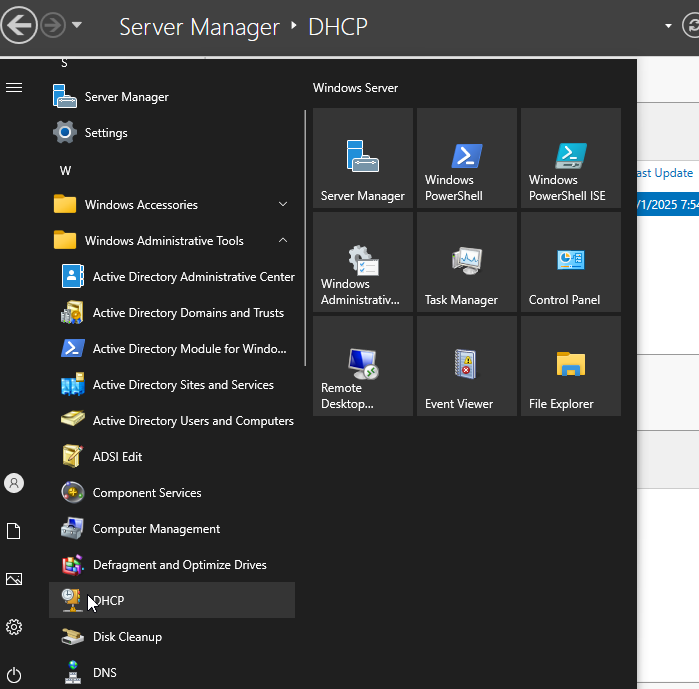 Server Manager ‣ DHCP
S
Server Manager
Settings
W
Windows Accessories
Windows Administrative Tools
Active Directory Administrative Center
Active Directory Domains and Trusts
Active Directory Module for Windo...
Active Directory Sites and Services
Active Directory Users and Computers
ADSI Edit
Component Services
Computer Management
Defragment and Optimize Drives
DHCP
Disk Cleanup
DNS
Windows Server
Server Manager
Windows
PowerShell
Windows
PowerShell ISE
Windows
Administrativ...
Task Manager
Control Panel
Remote
Desktop...
Event Viewer
File Explorer
ast Update
/1/2025 7:54